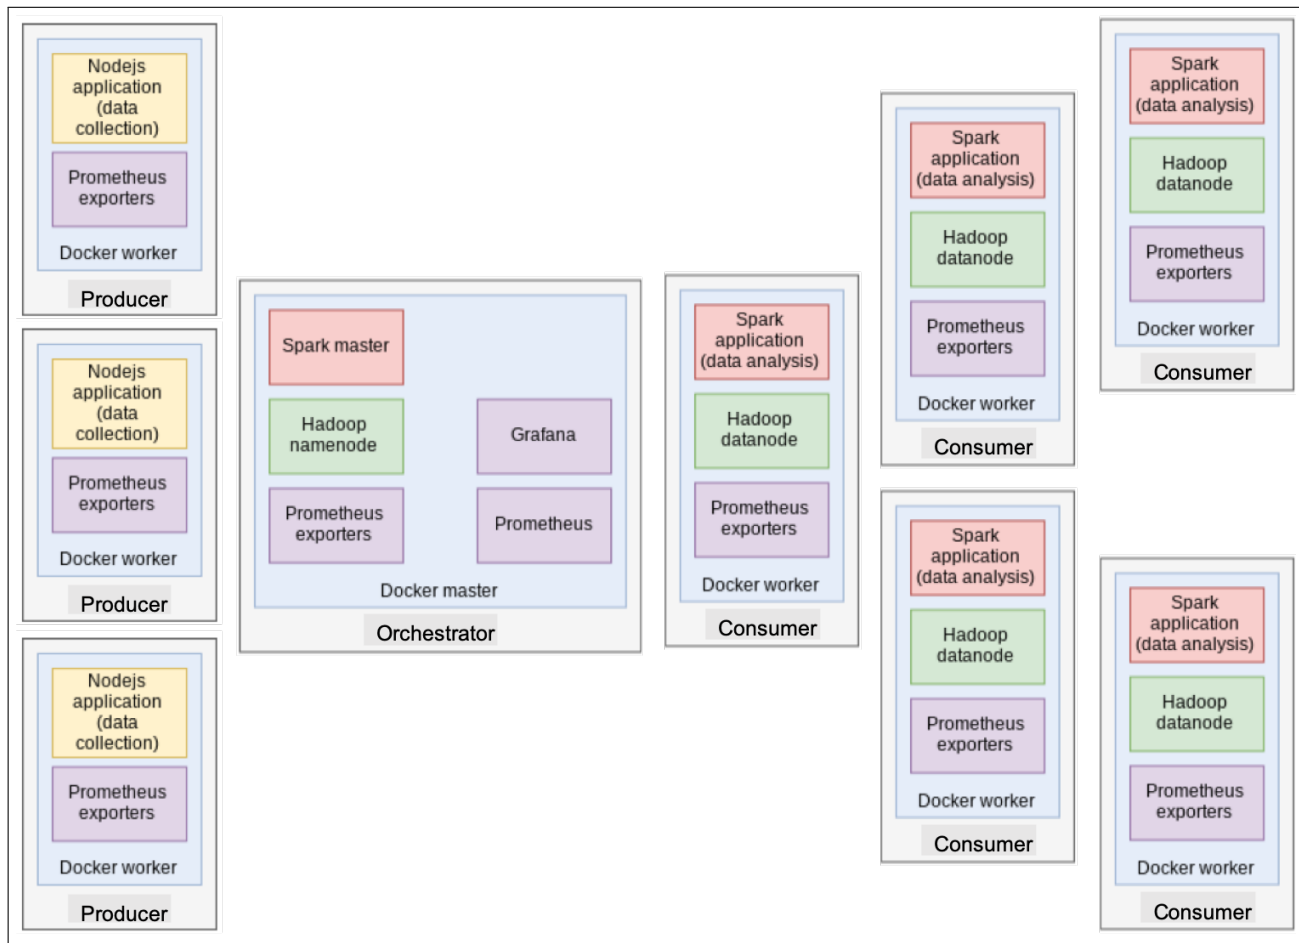 Nodejs
application
(data
collection)
Prometheus
exporters
Docker worker
Producer
Nodejs
application
(data
collection)
Prometheus
exporters
Docker worker
Producer
Nodejs
application
(data
collection)
Prometheus
exporters
Docker worker
Producer
Spark master
Hadoop
namenode
Grafana
Prometheus
exporters
Prometheus
Docker master
Orchestrator
Spark
application
(data analysis)
Hadoop
datanode
Prometheus
exporters
Docker worker
Consumer
Spark
application
(data analysis)
Hadoop
datanode
Prometheus
exporters
Docker worker
Consumer
Spark
application
(data analysis)
Hadoop
datanode
Prometheus
exporters
Docker worker
Consumer
Spark
application
(data analysis)
Hadoop
datanode
Prometheus
exporters
Docker worker
Consumer
Spark
application
(data analysis)
Hadoop
datanode
Prometheus
exporters
Docker worker
Consumer